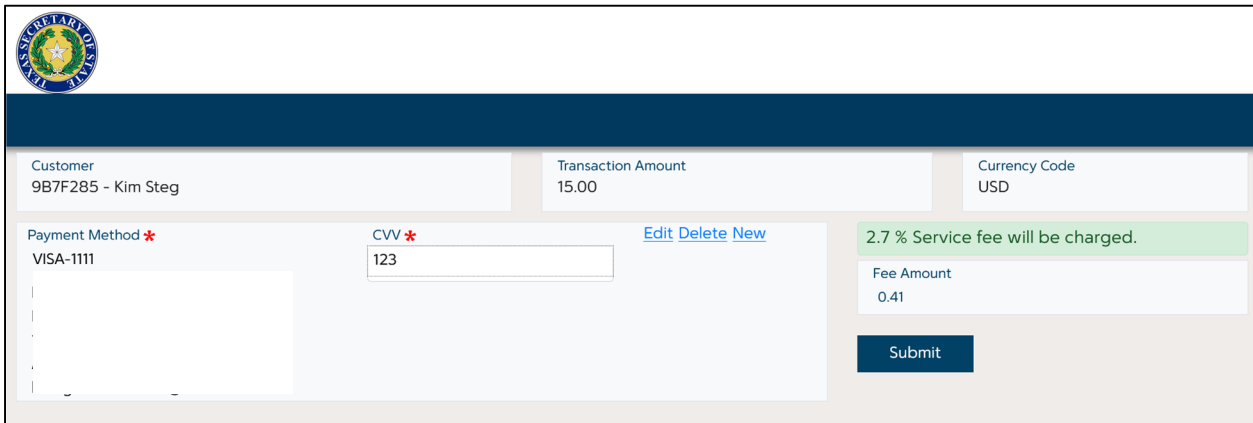 TEXAS SECRETARY OF STATE
Customer
9B7F285 - Kim Steg
Transaction Amount
15.00
Currency Code
USD
Payment Method *
VISA-1111
CVV *
123
Edit Delete New
2.7 % Service fee will be charged.
Fee Amount
0.41
Submit